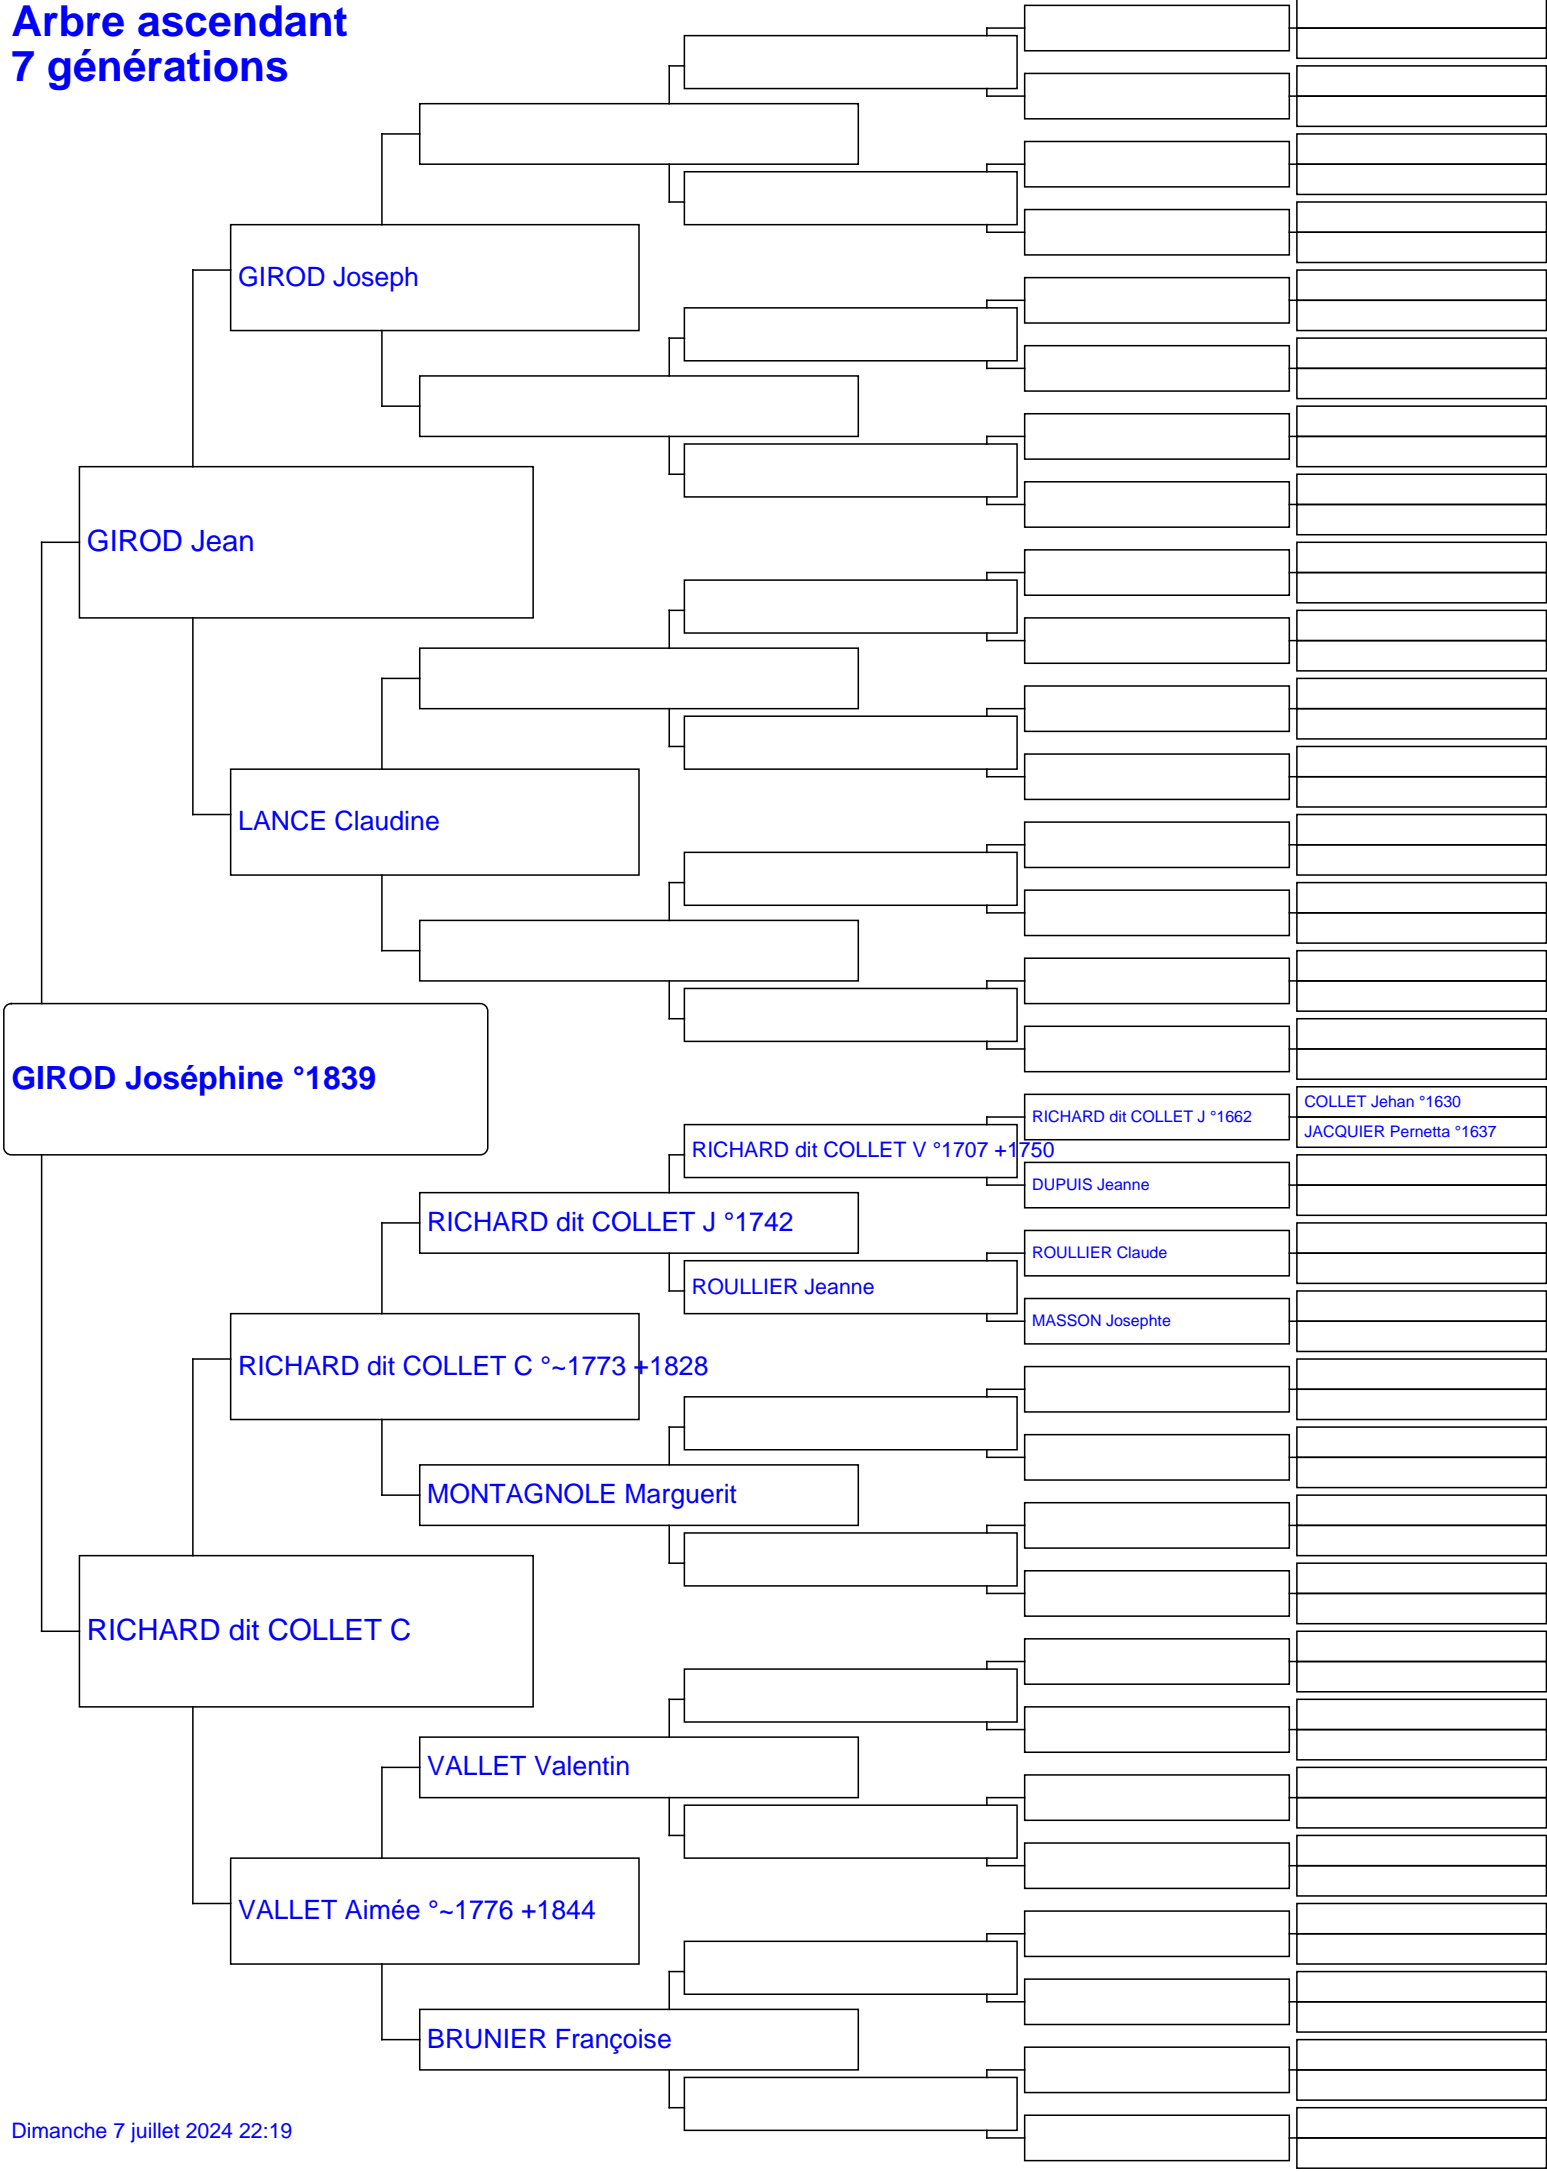 Arbre ascendant
7 générations
GIROD Joseph
GIROD Jean
LANCE Claudine
GIROD Joséphine °1839
COLLET Jehan °1630
RICHARD dit COLLET J °1662
JACQUIER Pernetta °1637
RICHARD dit COLLET V °1707 +1750
DUPUIS Jeanne
RICHARD dit COLLET J °1742
ROULLIER Claude
ROULLIER Jeanne
MASSON Josephte
RICHARD dit COLLET C °~1773 +1828
MONTAGNOLE Marguerit
RICHARD dit COLLET C
VALLET Valentin
VALLET Aimée °~1776 +1844
BRUNIER Françoise
Dimanche 7 juillet 2024 22:19